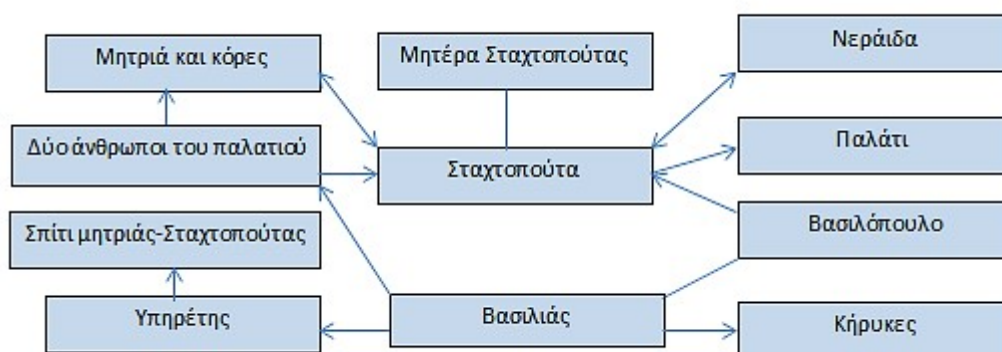 Μητριά και κόρες
Μητέρα Σταχτοπούτας
Νεράιδα
Δύο άνθρωποι του παλατιού
Σταχτοπούτα
Παλάτι
Σπίτι μητριάς-Σταχτοπούτας
Βασιλόπουλο
Υπηρέτης
Βασιλιάς
Κήρυκες